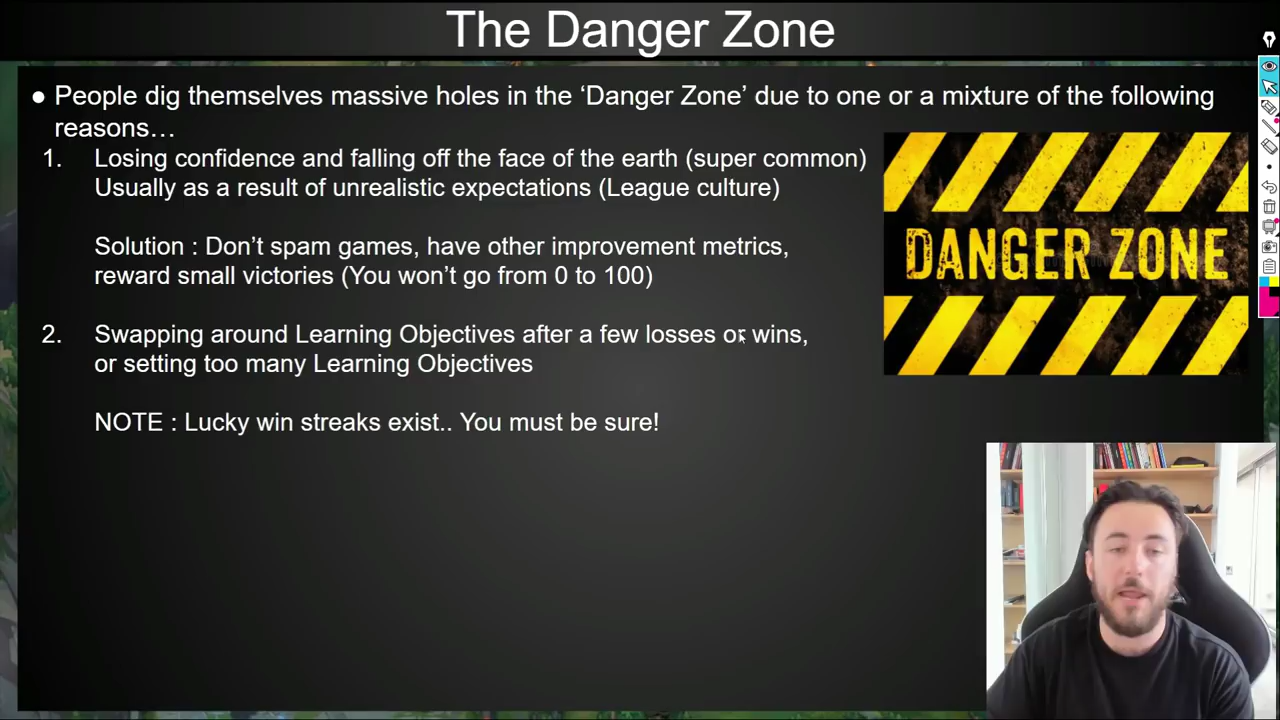 The Danger Zone
● People dig themselves massive holes in the ‘Danger Zone’ due to one or a mixture of the following
reasons…
1. Losing confidence and falling off the face of the earth (super common)
Usually as a result of unrealistic expectations (League culture)
Solution : Don’t spam games, have other improvement metrics,
reward small victories (You won’t go from 0 to 100)
2. Swapping around Learning Objectives after a few losses or wins,
or setting too many Learning Objectives
NOTE : Lucky win streaks exist.. You must be sure!
DANGER ZONE